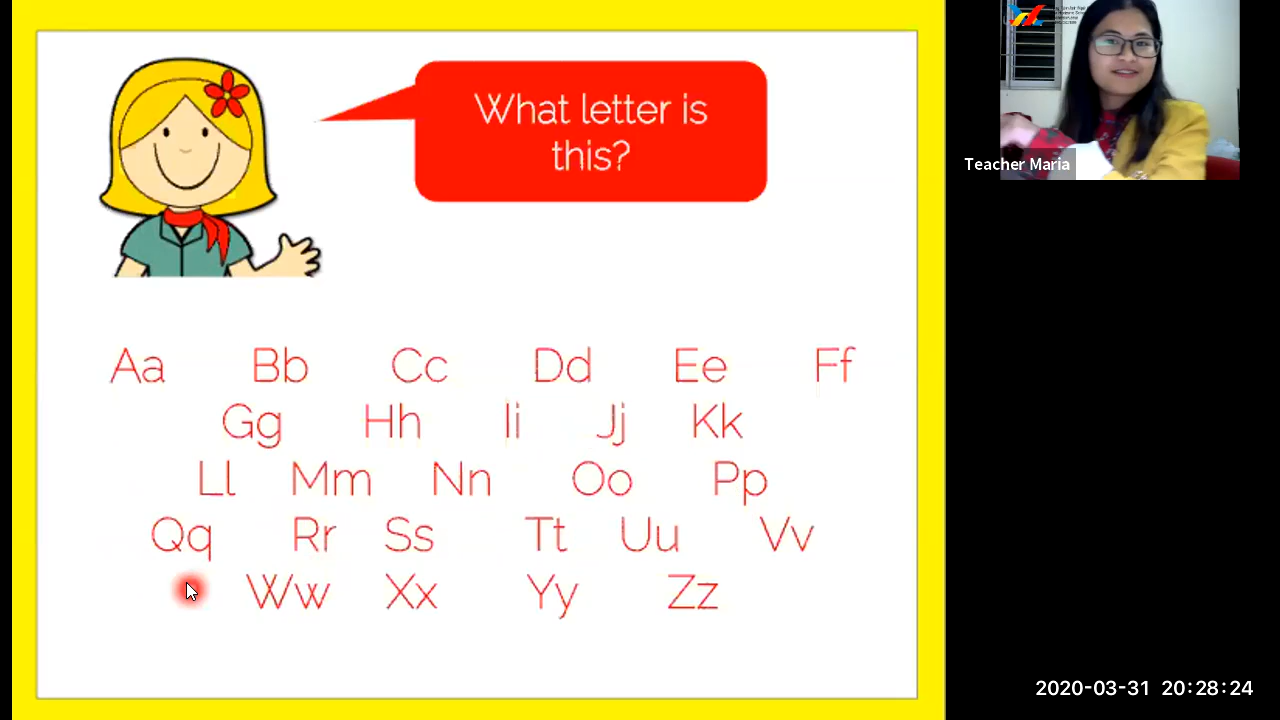 What letter is
this?
Aa Bb Cc Dd Ee Ff
Gg Hh Ii Jj Kk
Ll Mm Nn Oo Pp
Qq Rr Ss Tt Uu Vv
Ww Xx Yy Zz
Teacher Maria
2020-03-31 20:28:24